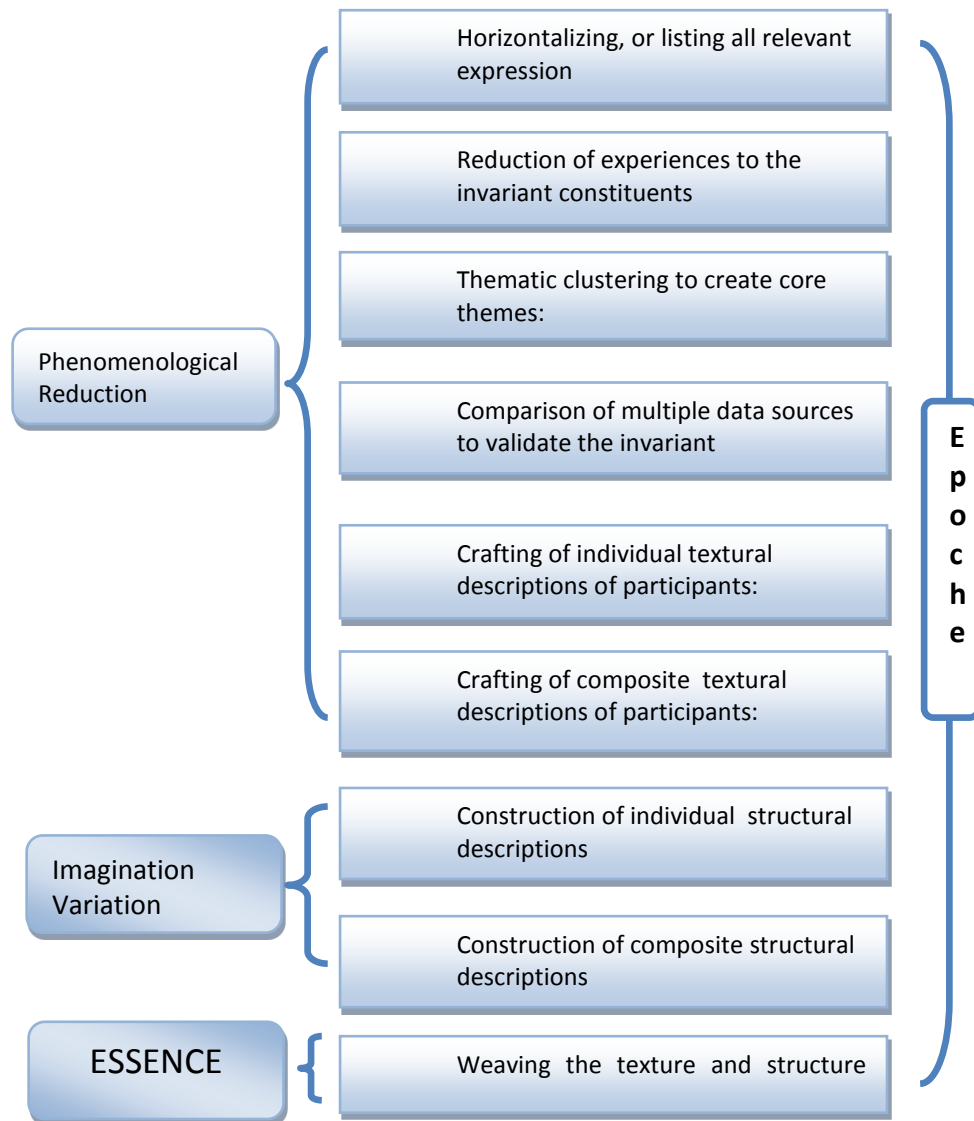 Horizontalizing, or listing all relevant
expression
Reduction of experiences to the
invariant constituents
Thematic clustering to create core
themes:
Phenomenological
Reduction
Comparison of multiple data sources
to validate the invariant
Crafting of individual textural
descriptions of participants:
Crafting of composite textural
descriptions of participants:
Imagination
Variation
Construction of individual structural
descriptions
Construction of composite structural
descriptions
ESSENCE
Weaving the texture and structure
E
p
o
c
h
e